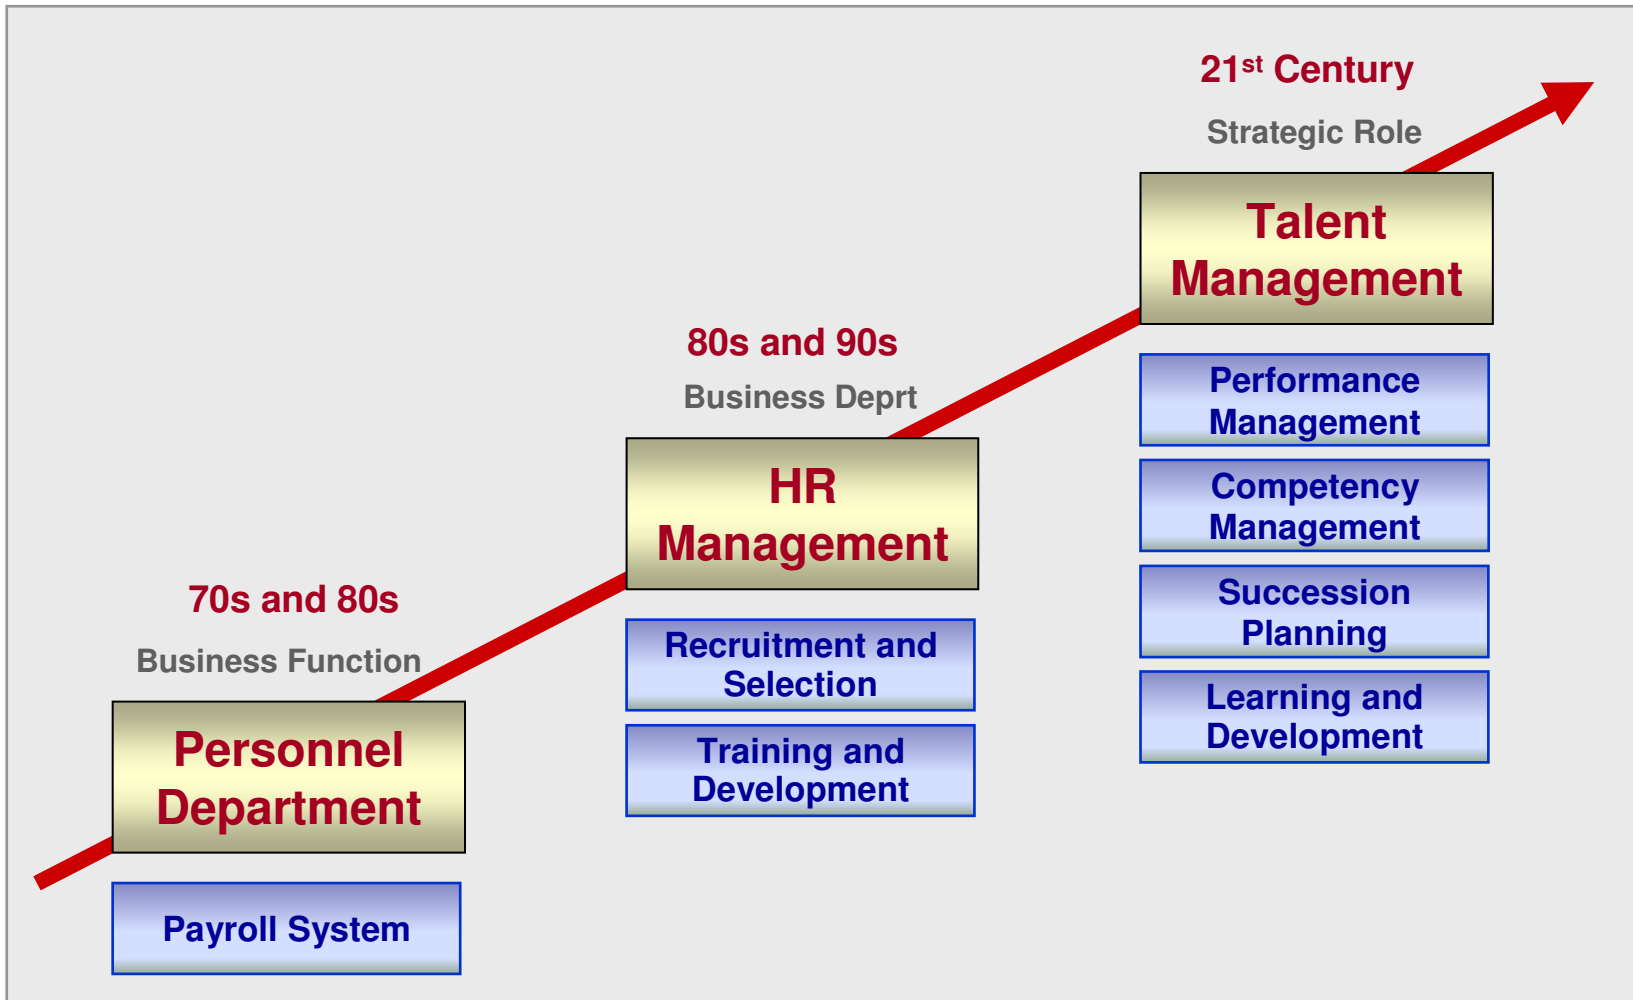 21st Century
Strategic Role
Talent
Management
Performance
Management
Competency
Management
Succession
Planning
Learning and
Development
80s and 90s
Business Deprt
HR
Management
Recruitment and
Selection
Training and
Development
70s and 80s
Business Function
Personnel
Department
Payroll System